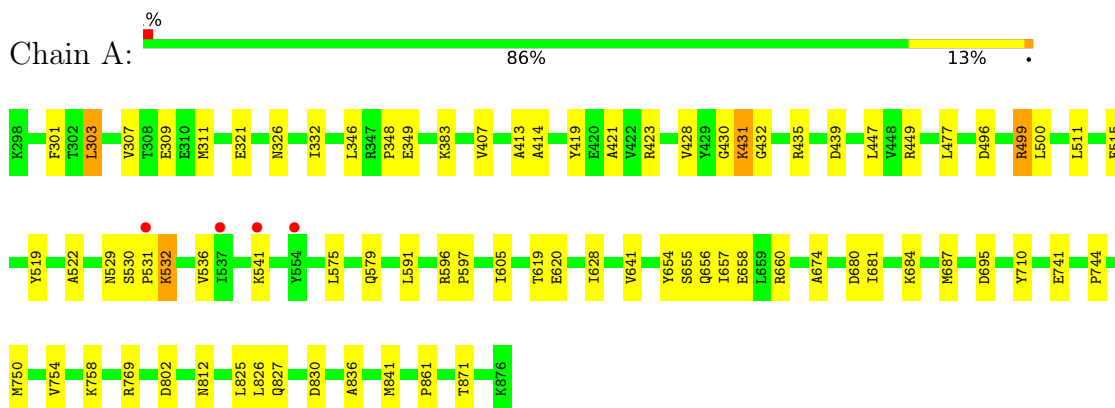 .%
Chain A:
86%
13%
•
K298 F301 T302 L303 V307 T308 E309 E310 M311 E321 N326 I332 L346 R347 P348 E349 K383 V407 A413 A414 Y419 E420 A421 V422 R423 V428 Y429 G430 K431 G432 R435 D439 L447 V448 R449 L477 D496 R499 L500 L511
Y519 A522 N529 S530 P531 K532 V536 I537 K541 Y554 L575 Q579 L591 R596 P597 I605 T619 E620 I628 V641 Y654 S655 Q656 I657 E658 L659 R660 A674 D680 I681 K684 M687 D695 Y710 E741 P744
M750 V754 K758 R769 D802 N812 L825 L826 Q827 D830 A836 M841 P861 T871 K876